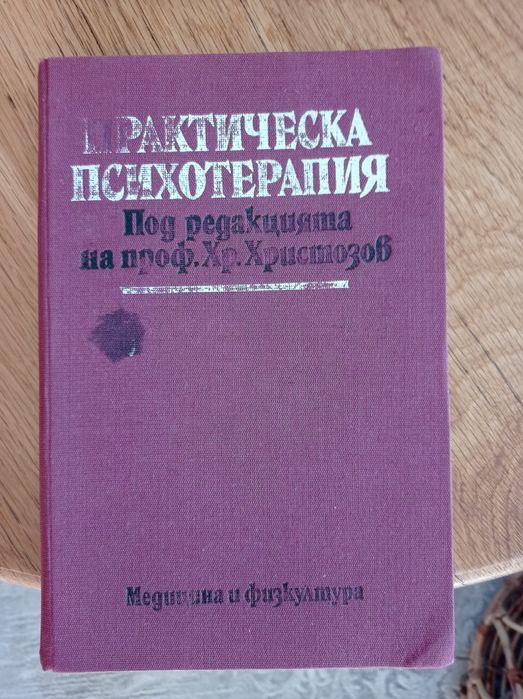 ПРАКТИЧЕСКА
ПСИХОТЕРАПИЯ
Под редакцията
на проф. Хр. Христозов
Медицина и физкултура